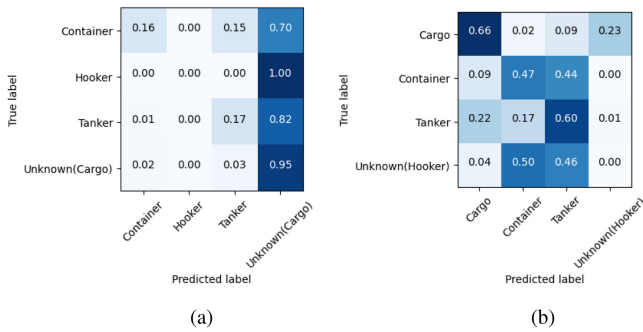 Container 0.16 0.00 0.15 0.70
Hooker 0.00 0.00 0.00 1.00
Tanker 0.01 0.00 0.17 0.82
Unknown(Cargo) 0.02 0.00 0.03 0.95
True label
Container Hooker Tanker Unknown(Cargo)
Predicted label
(a)
Cargo 0.66 0.02 0.09 0.23
Container 0.09 0.47 0.44 0.00
Tanker 0.22 0.17 0.60 0.01
Unknown(Hooker) 0.04 0.50 0.46 0.00
True label
Cargo Container Tanker Unknown(Hooker)
Predicted label
(b)